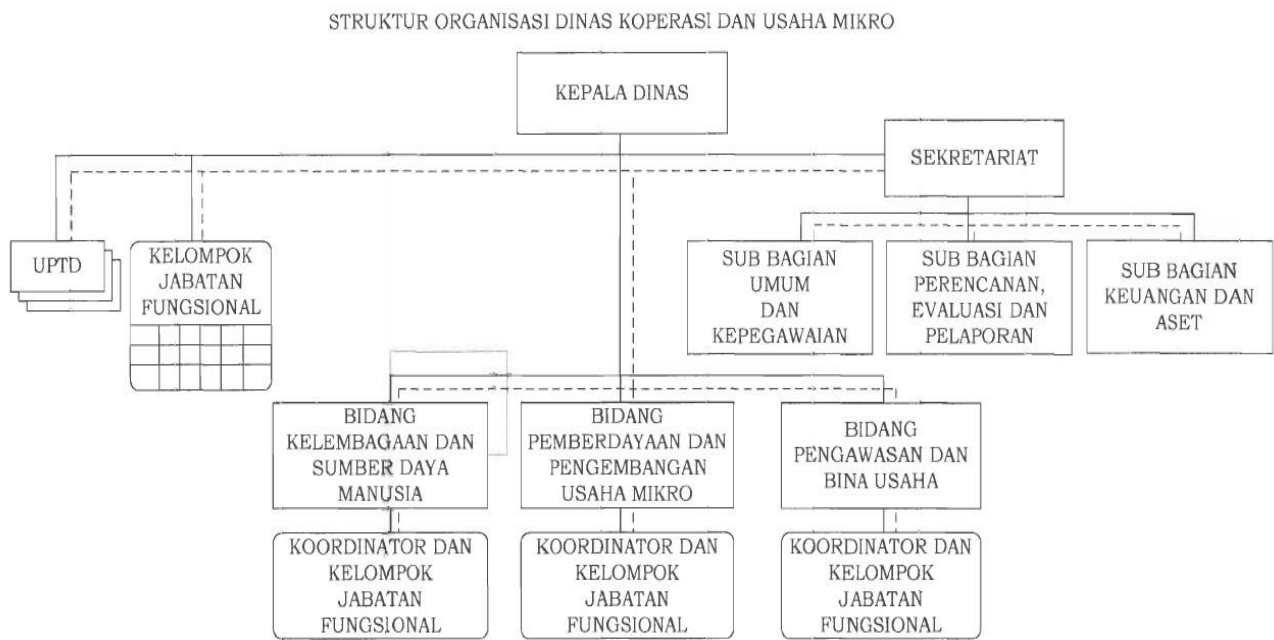 STRUKTUR ORGANISASI DINAS KOPERASI DAN USAHA MIKRO
KEPALA DINAS
SEKRETARIAT
UPTD
KELOMPOK
JABATAN
FUNGSIONAL
SUB BAGIAN
UMUM
DAN
KEPEGAWAIAN
SUB BAGIAN
PERENCANAN,
EVALUASI DAN
PELAPORAN
SUB BAGIAN
KEUANGAN DAN
ASET
BIDANG
KELEMBAGAAN DAN
SUMBER DAYA
MANUSIA
BIDANG
PEMBERDAYAAN DAN
PENGEMBANGAN
USAHA MIKRO
BIDANG
PENGAWASAN DAN
BINA USAHA
KOORDINATOR DAN
KELOMPOK
JABATAN
FUNGSIONAL
KOORDINATOR DAN
KELOMPOK
JABATAN
FUNGSIONAL
KOORDINATOR DAN
KELOMPOK
JABATAN
FUNGSIONAL